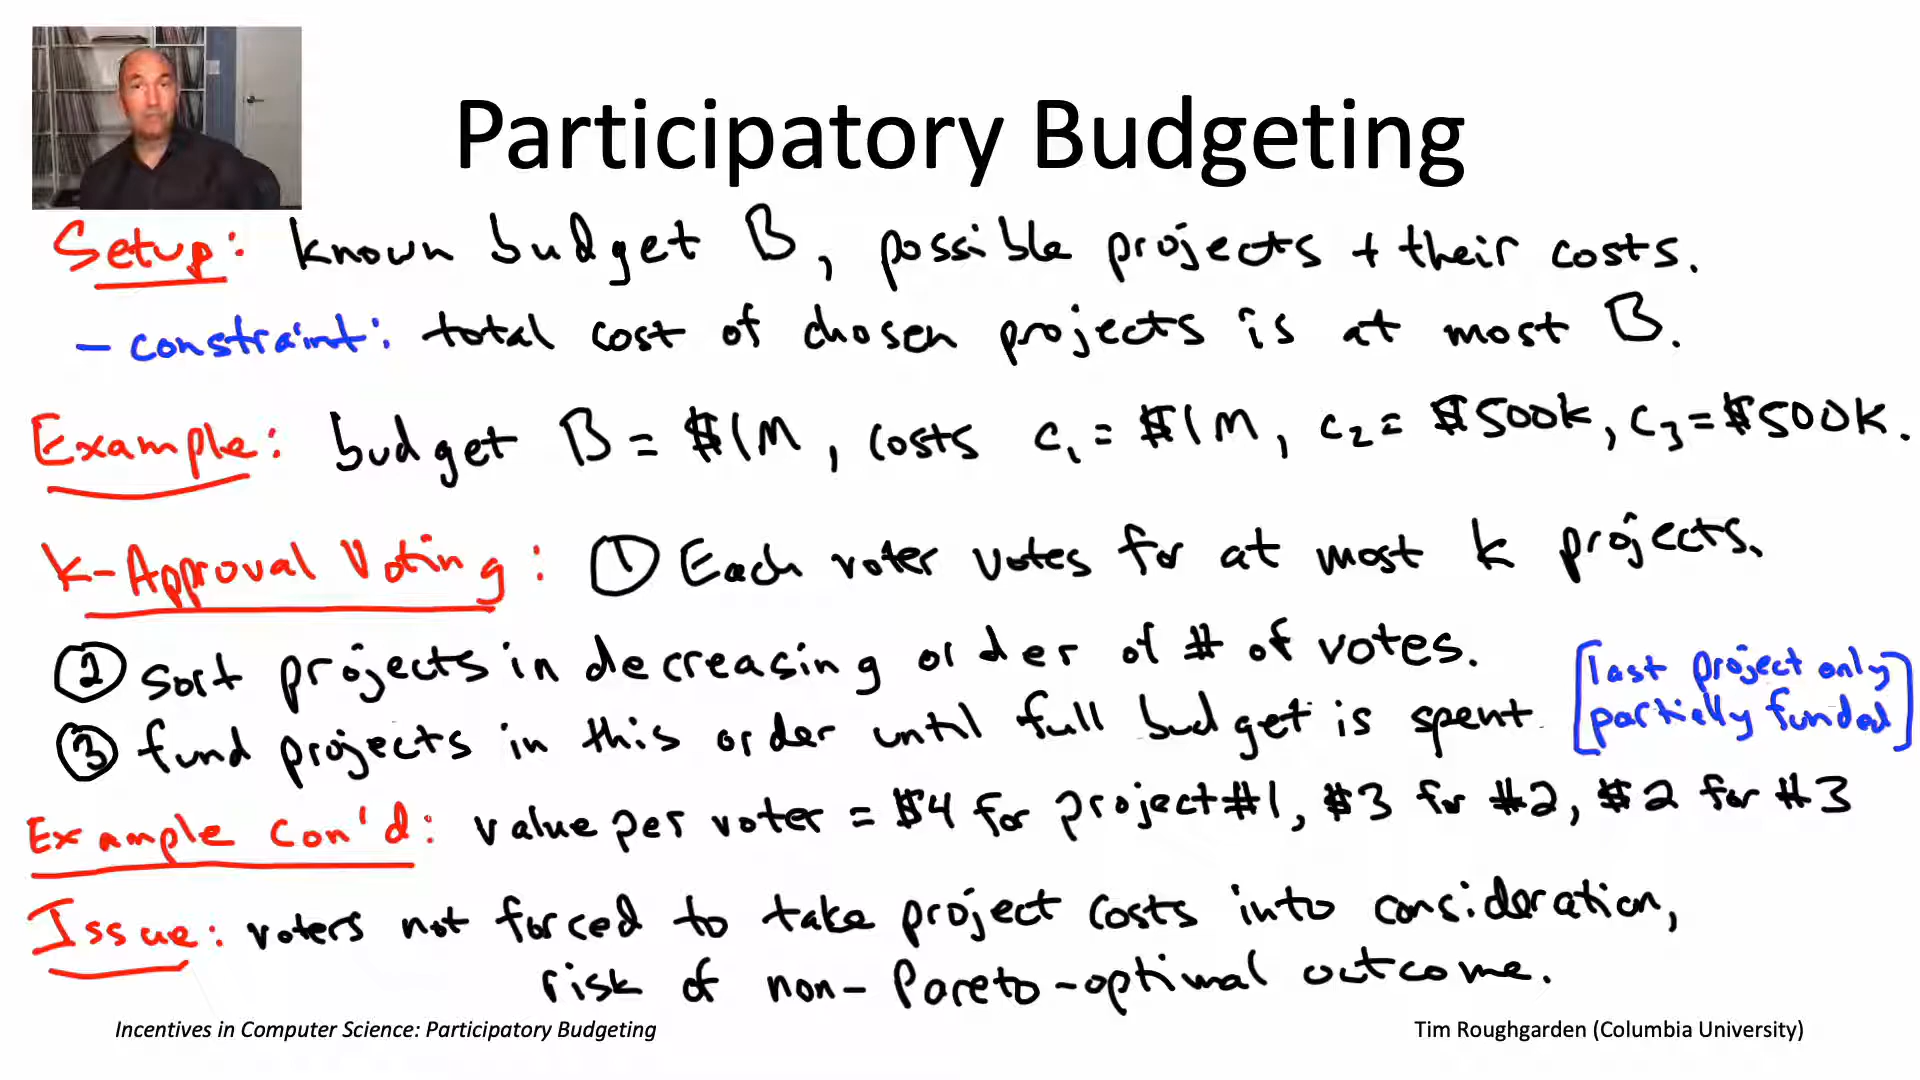 Participatory Budgeting
Setup: known budget B, possible projects + their costs.
- constraint: total cost of chosen projects is at most B.
Example: budget B = $1M, costs c₁ = $1M, c₂ = $500k, c₃ = $500k.
k-Approval Voting: ① Each voter votes for at most k projects.
② sort projects in decreasing order of # of votes.
③ fund projects in this order until full budget is spent. [last project only
partially funded]
Example Con'd: value per voter = $4 for project #1, $3 for #2, $2 for #3
Issue: voters not forced to take project costs into consideration,
risk of non-Pareto-optimal outcome.
Incentives in Computer Science: Participatory Budgeting
Tim Roughgarden (Columbia University)